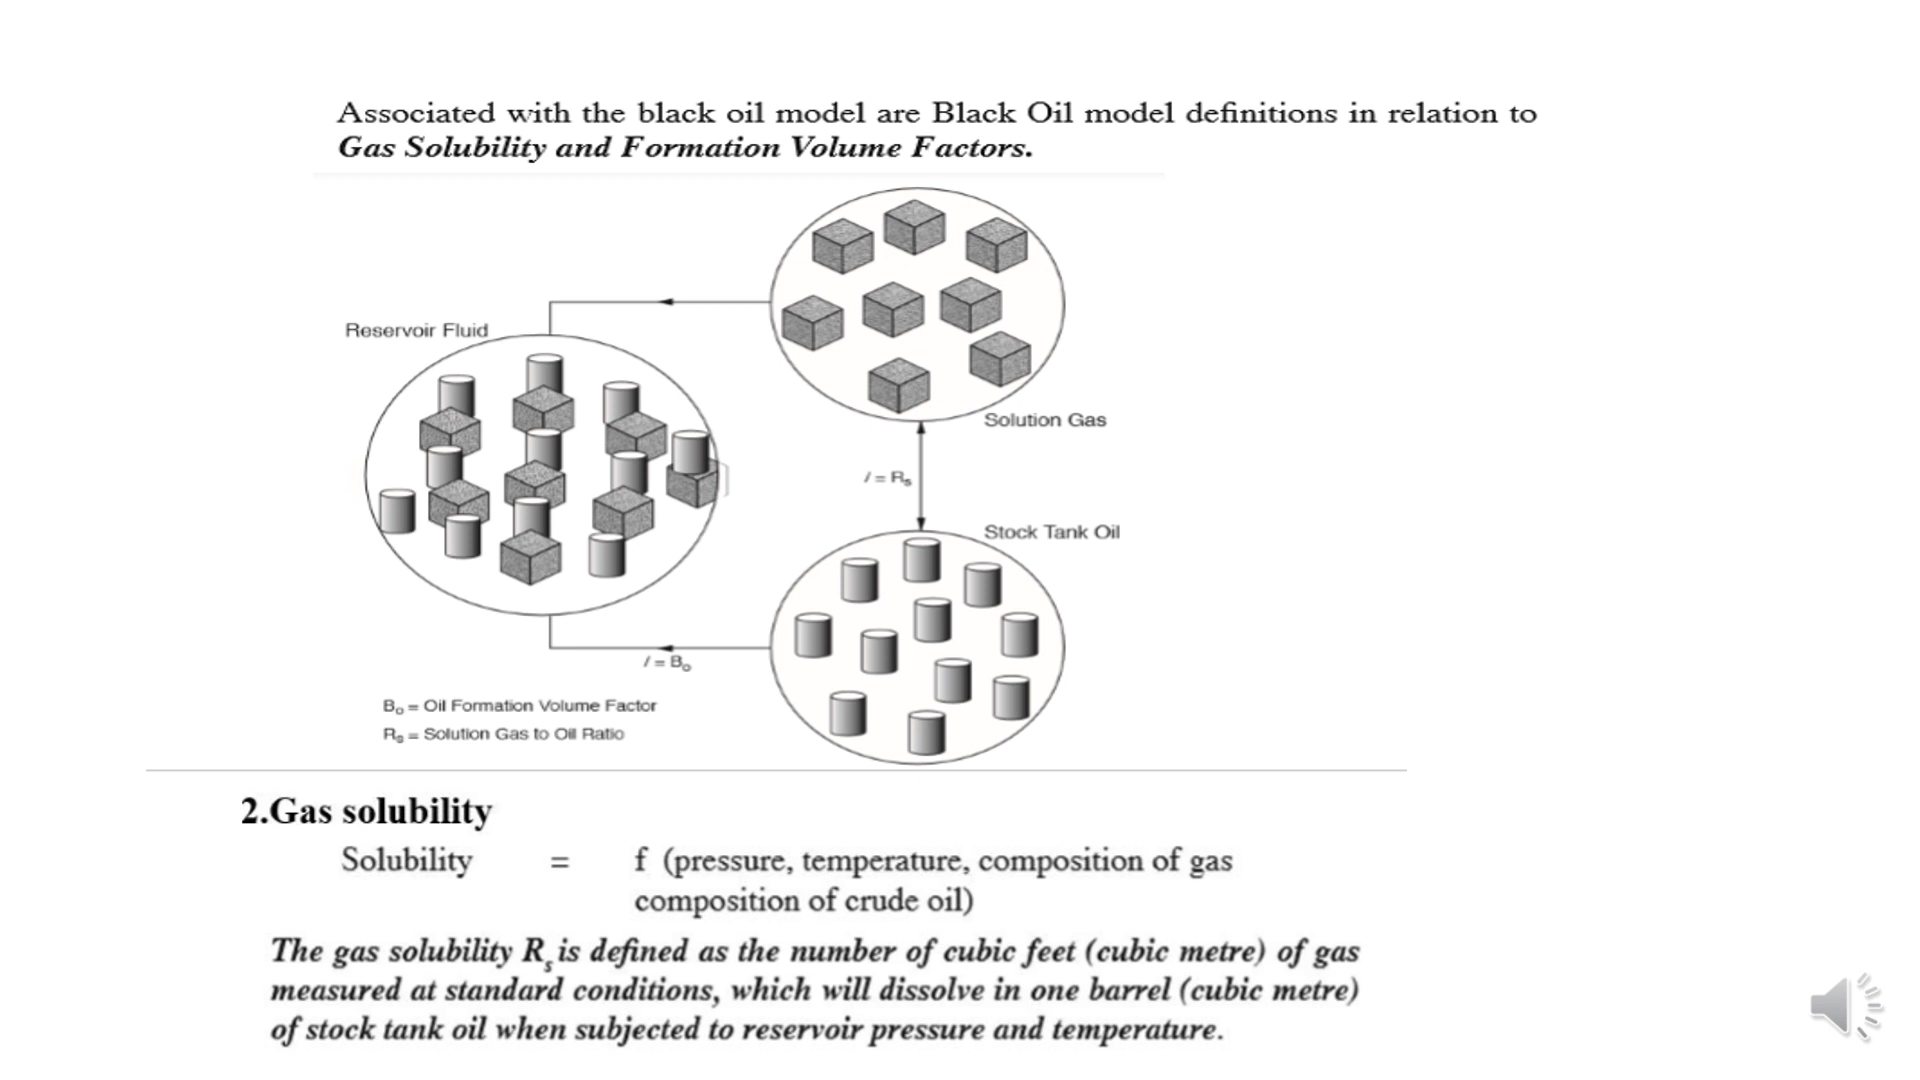 Associated with the black oil model are Black Oil model definitions in relation to
Gas Solubility and Formation Volume Factors.
Reservoir Fluid
Solution Gas
/ = Rs
Stock Tank Oil
/ = Bo
Bo = Oil Formation Volume Factor
Rs = Solution Gas to Oil Ratio
2.Gas solubility
Solubility = f (pressure, temperature, composition of gas
composition of crude oil)
The gas solubility Rs is defined as the number of cubic feet (cubic metre) of gas
measured at standard conditions, which will dissolve in one barrel (cubic metre)
of stock tank oil when subjected to reservoir pressure and temperature.